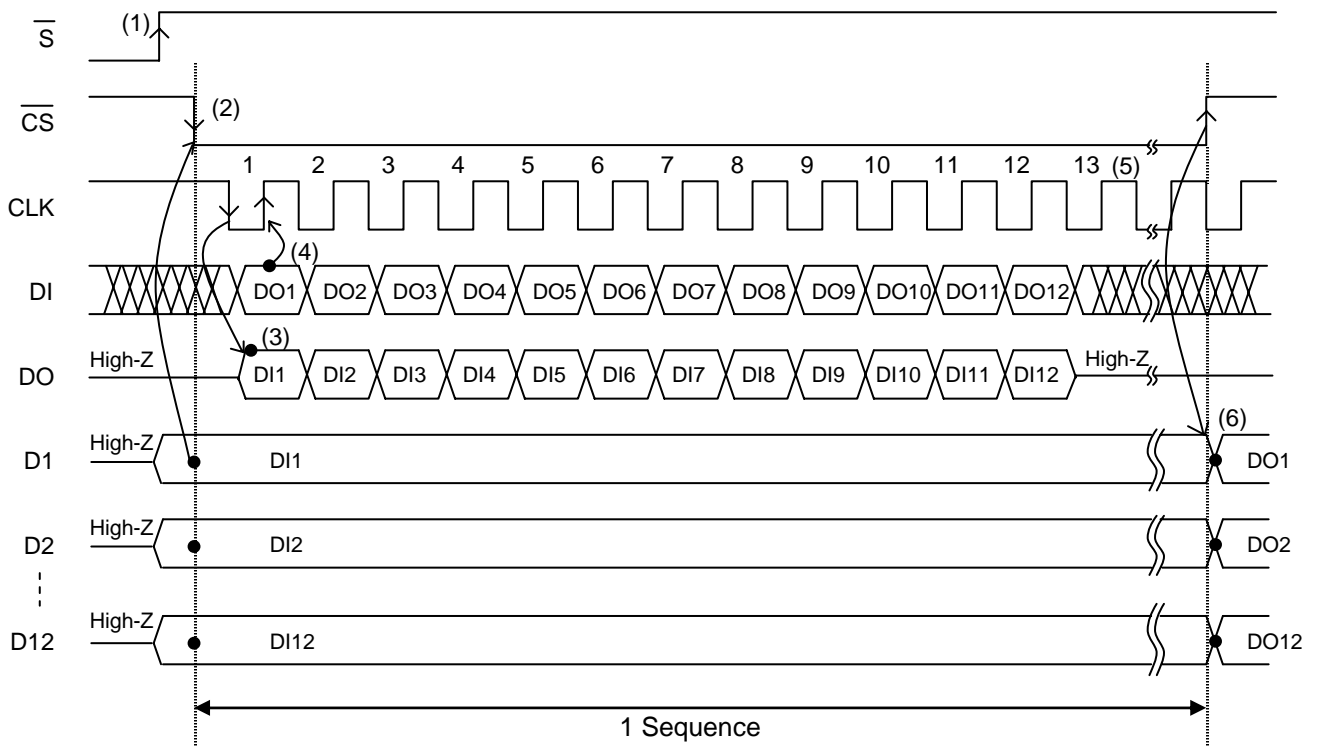 S (1)
CS (2)
1 2 3 4 5 6 7 8 9 10 11 12 13 (5)
CLK
(4)
DI DO1 DO2 DO3 DO4 DO5 DO6 DO7 DO8 DO9 DO10 DO11 DO12
(3)
DO High-Z DI1 DI2 DI3 DI4 DI5 DI6 DI7 DI8 DI9 DI10 DI11 DI12 High-Z
(6)
D1 High-Z DI1 DO1
D2 High-Z DI2 DO2
D12 High-Z DI12 DO12
1 Sequence